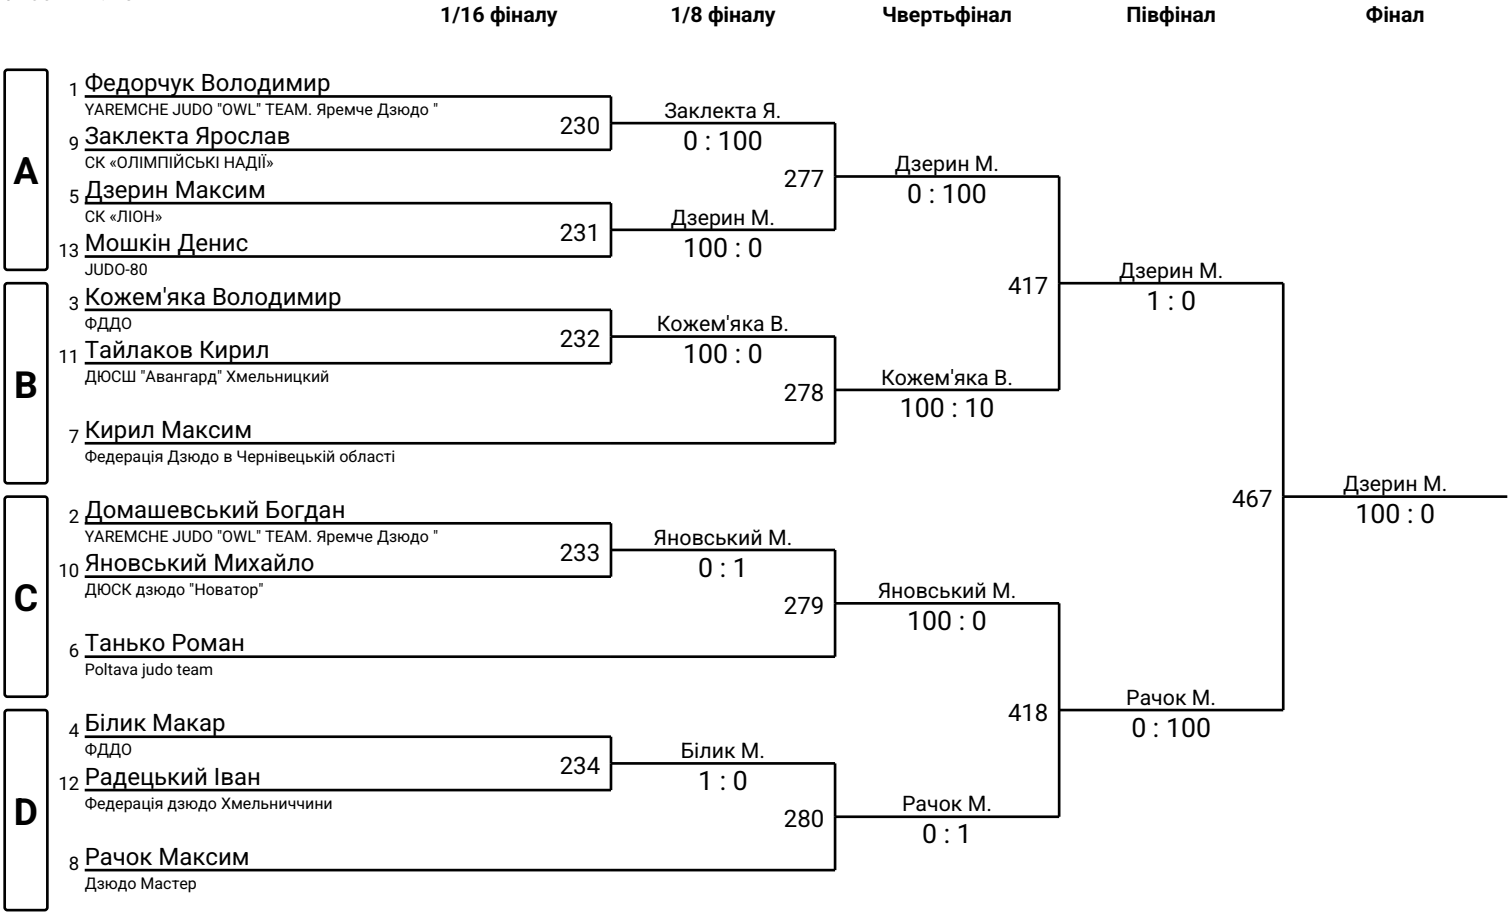 1/16 фіналу 1/8 фіналу Чвертьфінал Півфінал Фінал
A
1 Федорчук Володимир
YAREMCHE JUDO "OWL" TEAM. Яремче Дзюдо "
230
Заклекта Я.
0 : 100
9 Заклекта Ярослав
СК «ОЛІМПІЙСЬКІ НАДІЇ»
277
Дзерин М.
0 : 100
5 Дзерин Максим
СК «ЛІОН»
231
Дзерин М.
100 : 0
13 Мошкін Денис
JUDO-80
417
Дзерин М.
1 : 0
B
3 Кожем'яка Володимир
ФДДО
232
Кожем'яка В.
100 : 0
11 Тайлаков Кирил
ДЮСШ "Авангард" Хмельницкий
278
Кожем'яка В.
100 : 10
7 Кирил Максим
Федерація Дзюдо в Чернівецькій області
467
Дзерин М.
100 : 0
C
2 Домашевський Богдан
YAREMCHE JUDO "OWL" TEAM. Яремче Дзюдо "
233
Яновський М.
0 : 1
10 Яновський Михайло
ДЮСК дзюдо "Новатор"
279
Яновський М.
100 : 0
6 Танько Роман
Poltava judo team
418
Рачок М.
0 : 100
D
4 Білик Макар
ФДДО
234
Білик М.
1 : 0
12 Радецький Іван
Федерація дзюдо Хмельниччини
280
Рачок М.
0 : 1
8 Рачок Максим
Дзюдо Мастер